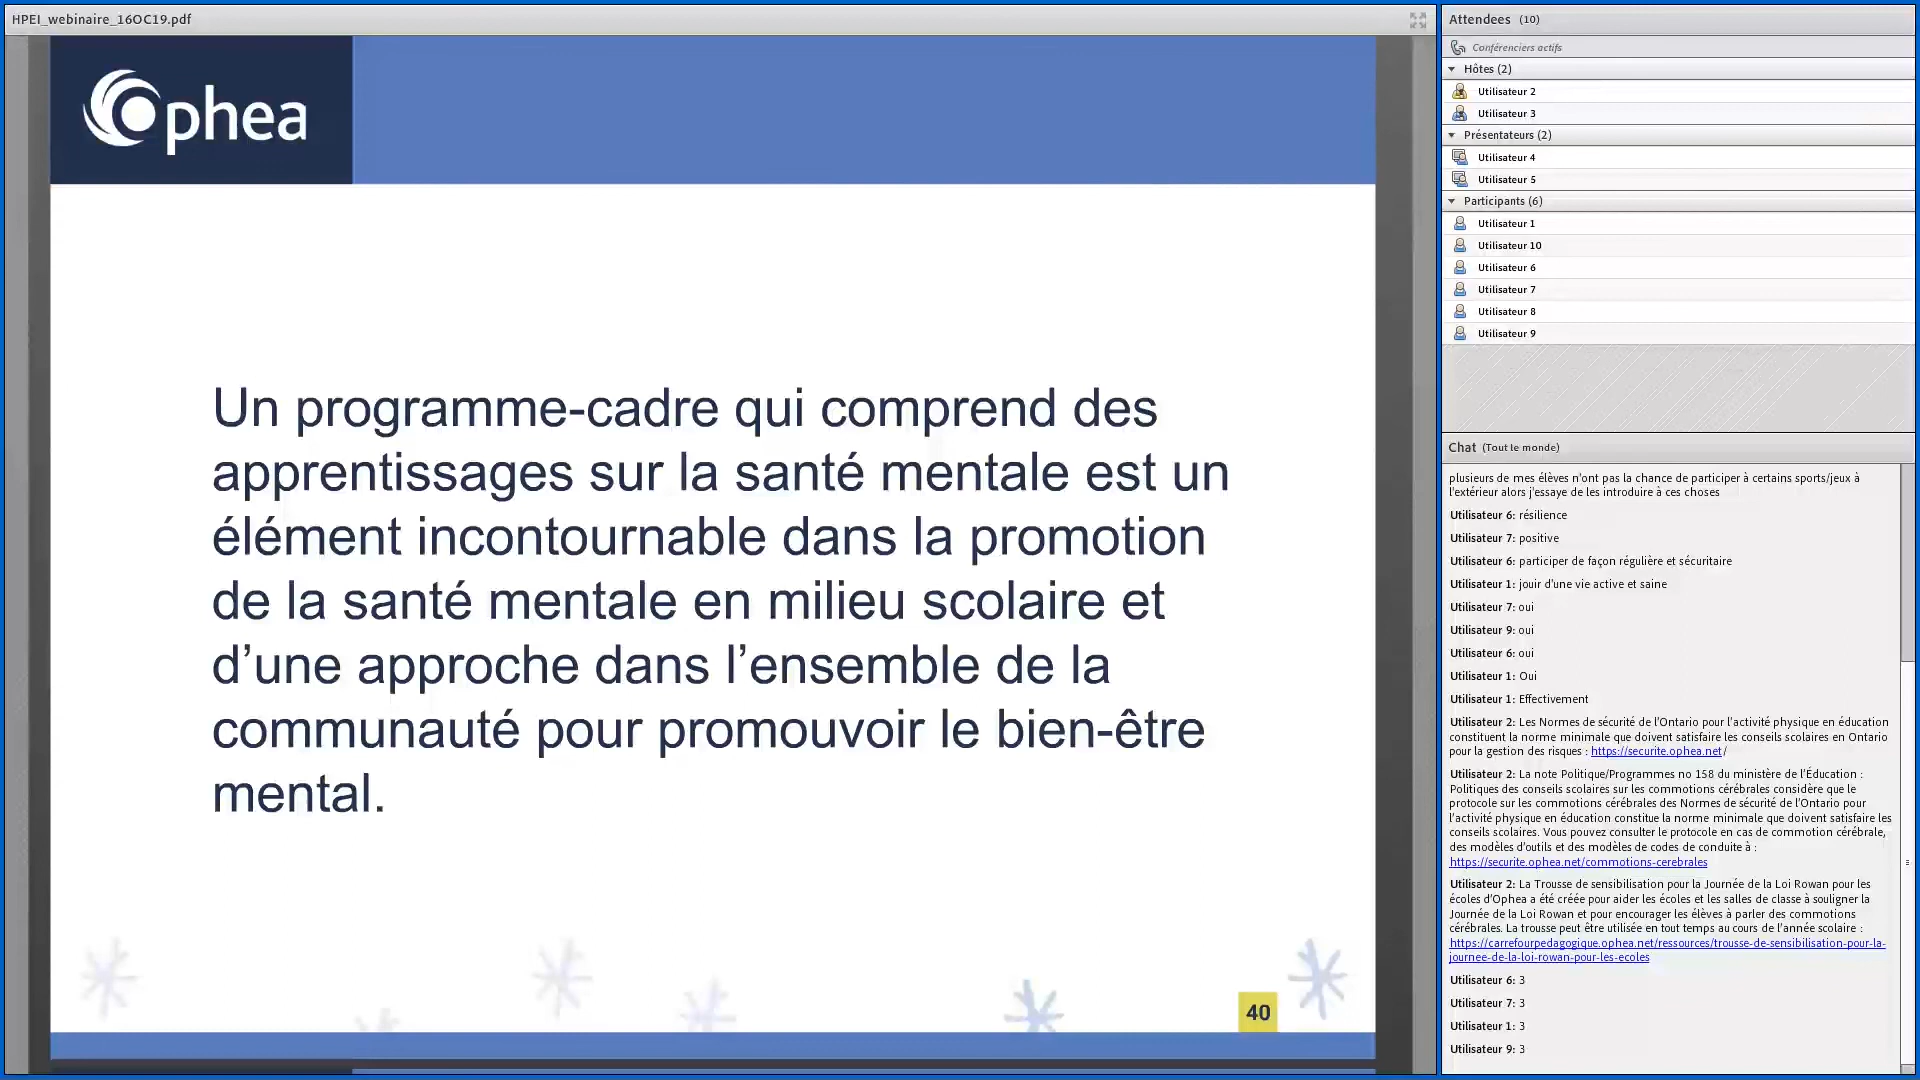 HPEI_webinaire_16OC19.pdf
Ophea
Un programme-cadre qui comprend des
apprentissages sur la santé mentale est un
élément incontournable dans la promotion
de la santé mentale en milieu scolaire et
d’une approche dans l’ensemble de la
communauté pour promouvoir le bien-être
mental.
40
Attendees (10)
Conférenciers actifs
Hôtes (2)
Utilisateur 2
Utilisateur 3
Présentateurs (2)
Utilisateur 4
Utilisateur 5
Participants (6)
Utilisateur 1
Utilisateur 10
Utilisateur 6
Utilisateur 7
Utilisateur 8
Utilisateur 9
Chat (Tout le monde)
plusieurs de mes élèves n'ont pas la chance de participer à certains sports/jeux à
l'extérieur alors j'essaye de les introduire à ces choses
Utilisateur 6: résilience
Utilisateur 7: positive
Utilisateur 6: participer de façon régulière et sécuritaire
Utilisateur 1: jouir d'une vie active et saine
Utilisateur 7: oui
Utilisateur 9: oui
Utilisateur 6: oui
Utilisateur 1: Oui
Utilisateur 1: Effectivement
Utilisateur 2: Les Normes de sécurité de l’Ontario pour l’activité physique en éducation
constituent la norme minimale que doivent satisfaire les conseils scolaires en Ontario
pour la gestion des risques : https://securite.ophea.net/
Utilisateur 2: La note Politique/Programmes no 158 du ministère de l’Éducation :
Politiques des conseils scolaires sur les commotions cérébrales considère que le
protocole sur les commotions cérébrales des Normes de sécurité de l’Ontario pour
l’activité physique en éducation constitue la norme minimale que doivent satisfaire les
conseils scolaires. Vous pouvez consulter le protocole en cas de commotion cérébrale,
des modèles d’outils et des modèles de codes de conduite à :
https://securite.ophea.net/commotions-cerebrales
Utilisateur 2: La Trousse de sensibilisation pour la Journée de la Loi Rowan pour les
écoles d’Ophea a été créée pour aider les écoles et les salles de classe à souligner la
Journée de la Loi Rowan et pour encourager les élèves à parler des commotions
cérébrales. La trousse peut être utilisée en tout temps au cours de l’année scolaire :
https://carrefourpedagogique.ophea.net/ressources/trousse-de-sensibilisation-pour-la-
journee-de-la-loi-rowan-pour-les-ecoles
Utilisateur 6: 3
Utilisateur 7: 3
Utilisateur 1: 3
Utilisateur 9: 3